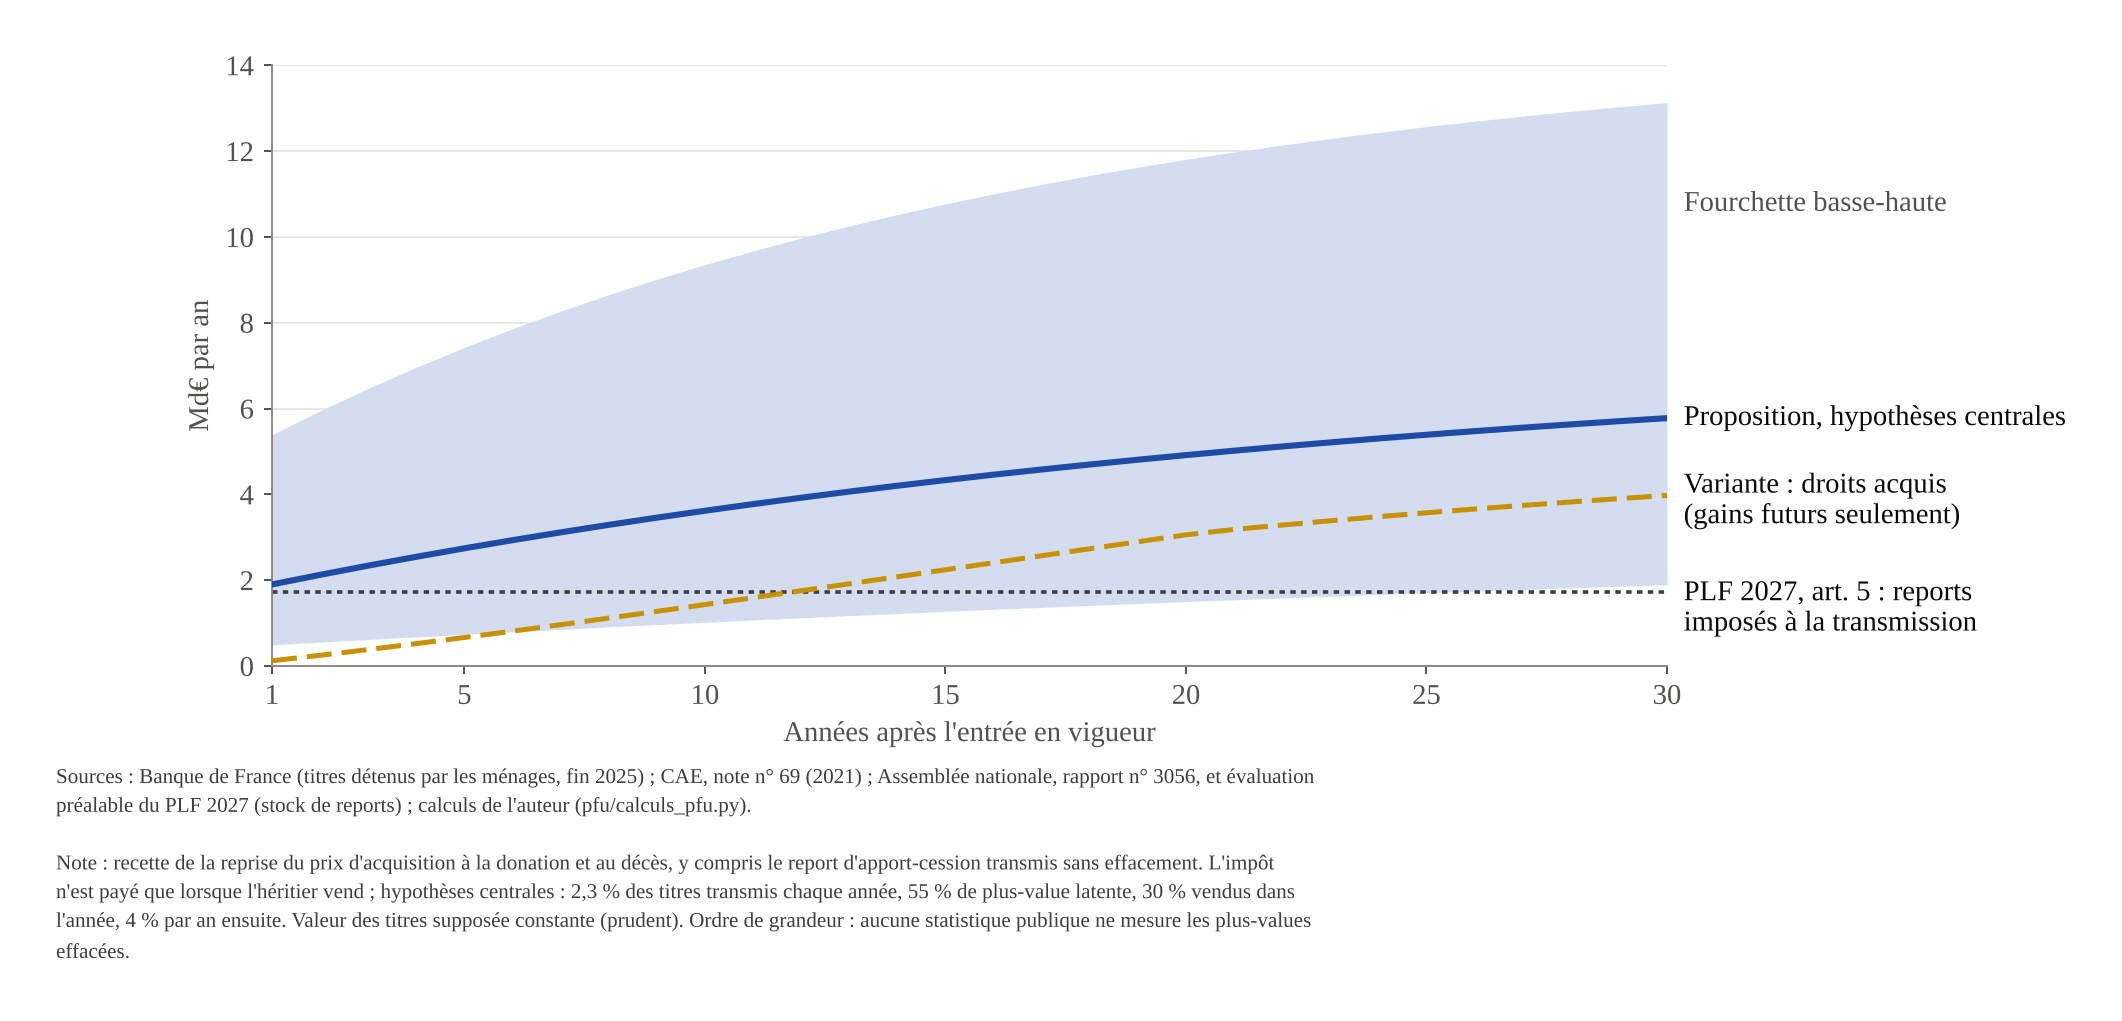 14
12
10
8
6
4
2
0
Md€ par an
1 5 10 15 20 25 30
Années après l'entrée en vigueur
Fourchette basse-haute
Proposition, hypothèses centrales
Variante : droits acquis
(gains futurs seulement)
PLF 2027, art. 5 : reports
imposés à la transmission
Sources : Banque de France (titres détenus par les ménages, fin 2025) ; CAE, note n° 69 (2021) ; Assemblée nationale, rapport n° 3056, et évaluation
préalable du PLF 2027 (stock de reports) ; calculs de l'auteur (pfu/calculs_pfu.py).
Note : recette de la reprise du prix d'acquisition à la donation et au décès, y compris le report d'apport-cession transmis sans effacement. L'impôt
n'est payé que lorsque l'héritier vend ; hypothèses centrales : 2,3 % des titres transmis chaque année, 55 % de plus-value latente, 30 % vendus dans
l'année, 4 % par an ensuite. Valeur des titres supposée constante (prudent). Ordre de grandeur : aucune statistique publique ne mesure les plus-values
effacées.